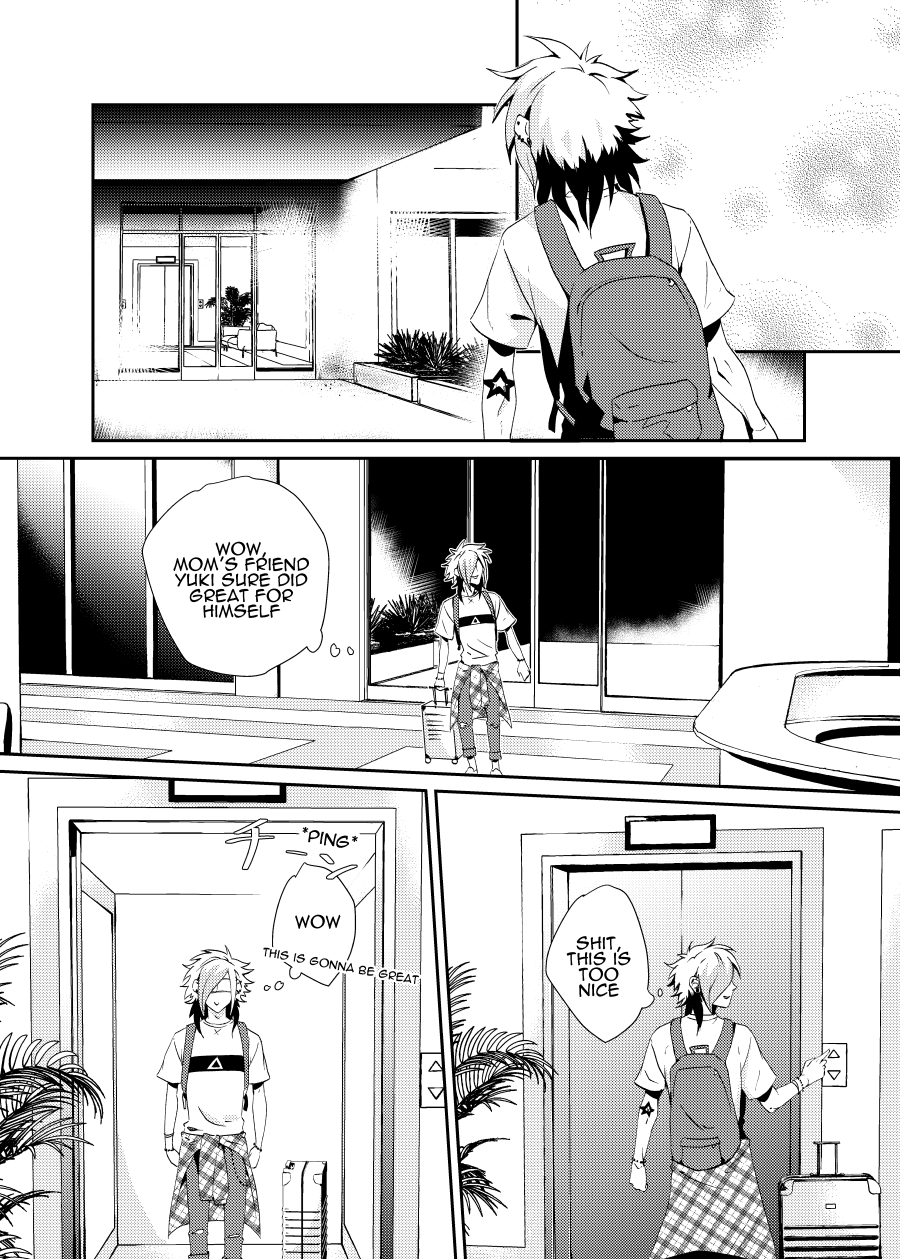 WOW,
MOM'S FRIEND
YUKI SURE DID
GREAT FOR
HIMSELF
SHIT,
THIS IS
TOO
NICE
チーン
*PING*
WOW
THIS IS GONNA BE GREAT